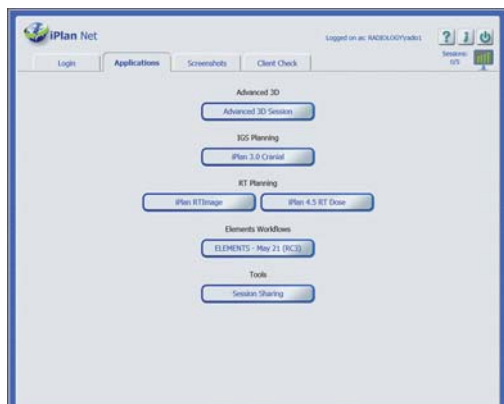 iPlan Net
Logged on as: RADIOLOGY\radio1
Login Applications Screenshots Client Check
Sessions:
0/5
Advanced 3D
Advanced 3D Session
IGS Planning
iPlan 3.0 Cranial
RT Planning
iPlan RTImage iPlan 4.5 RT Dose
Elements Workflows
ELEMENTS - May 21 (RC3)
Tools
Session Sharing